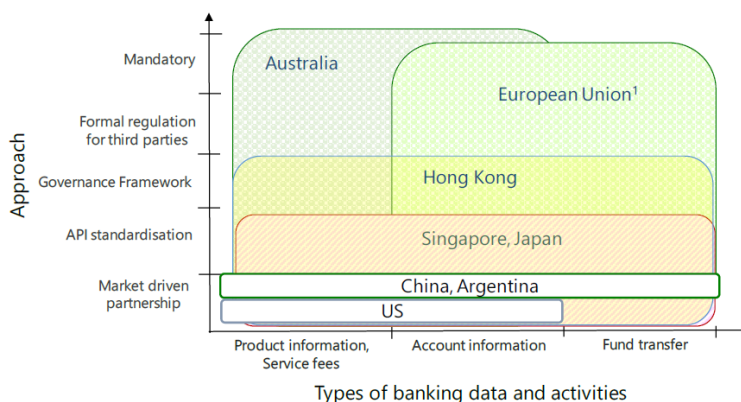 Approach
Mandatory
Formal regulation
for third parties
Governance Framework
API standardisation
Market driven
partnership
Australia
European Union¹
Hong Kong
Singapore, Japan
China, Argentina
US
Product information,
Service fees
Account information
Fund transfer
Types of banking data and activities